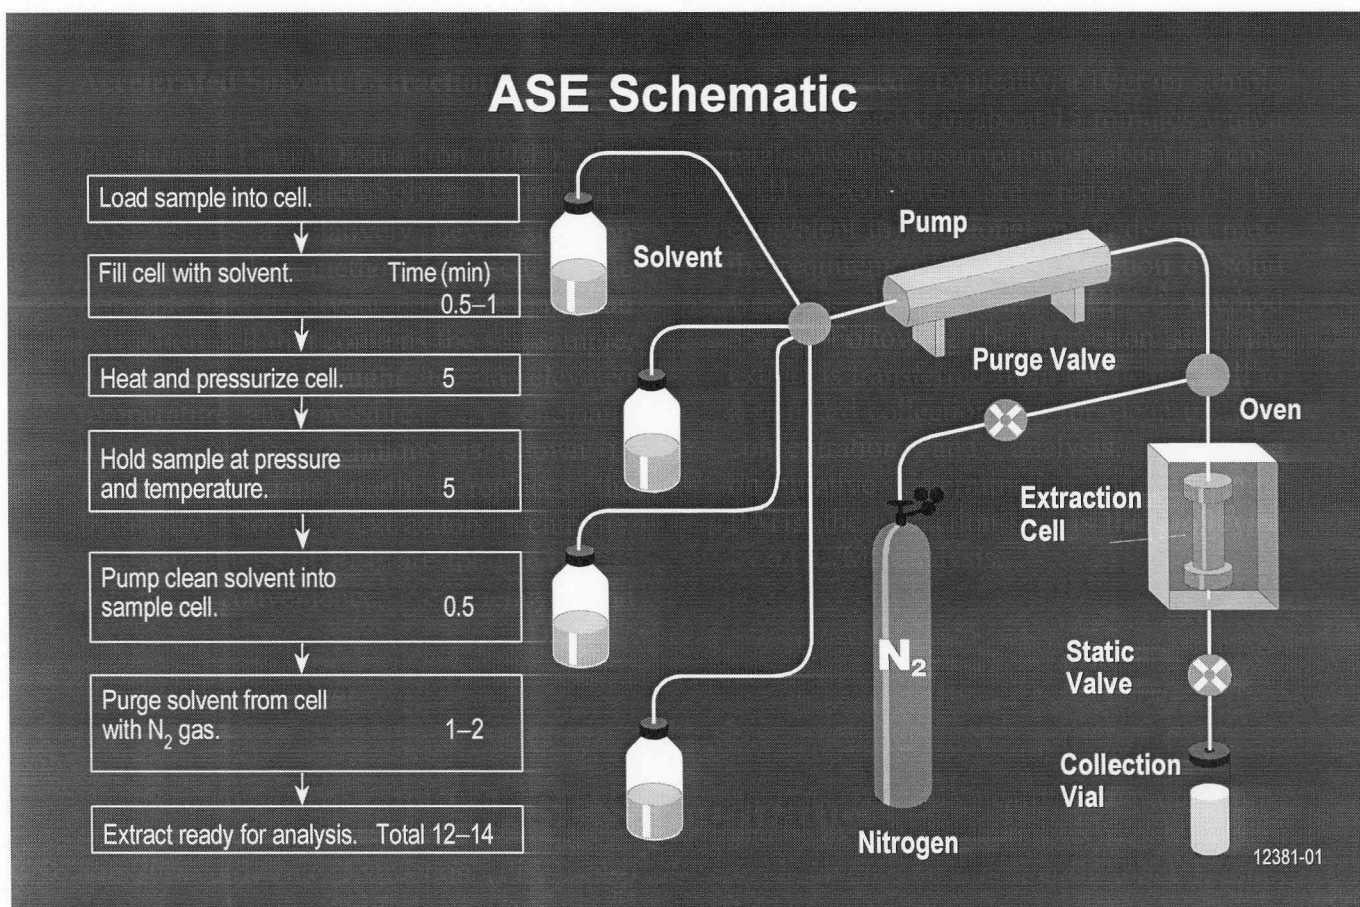 ASE Schematic
Load sample into cell.
Fill cell with solvent. Time (min)
0.5–1
Heat and pressurize cell. 5
Hold sample at pressure
and temperature. 5
Pump clean solvent into
sample cell. 0.5
Purge solvent from cell
with N₂ gas. 1–2
Extract ready for analysis. Total 12–14
Solvent
Pump
Purge Valve
Oven
Extraction
Cell
N₂
Static
Valve
Collection
Vial
Nitrogen
12381-01